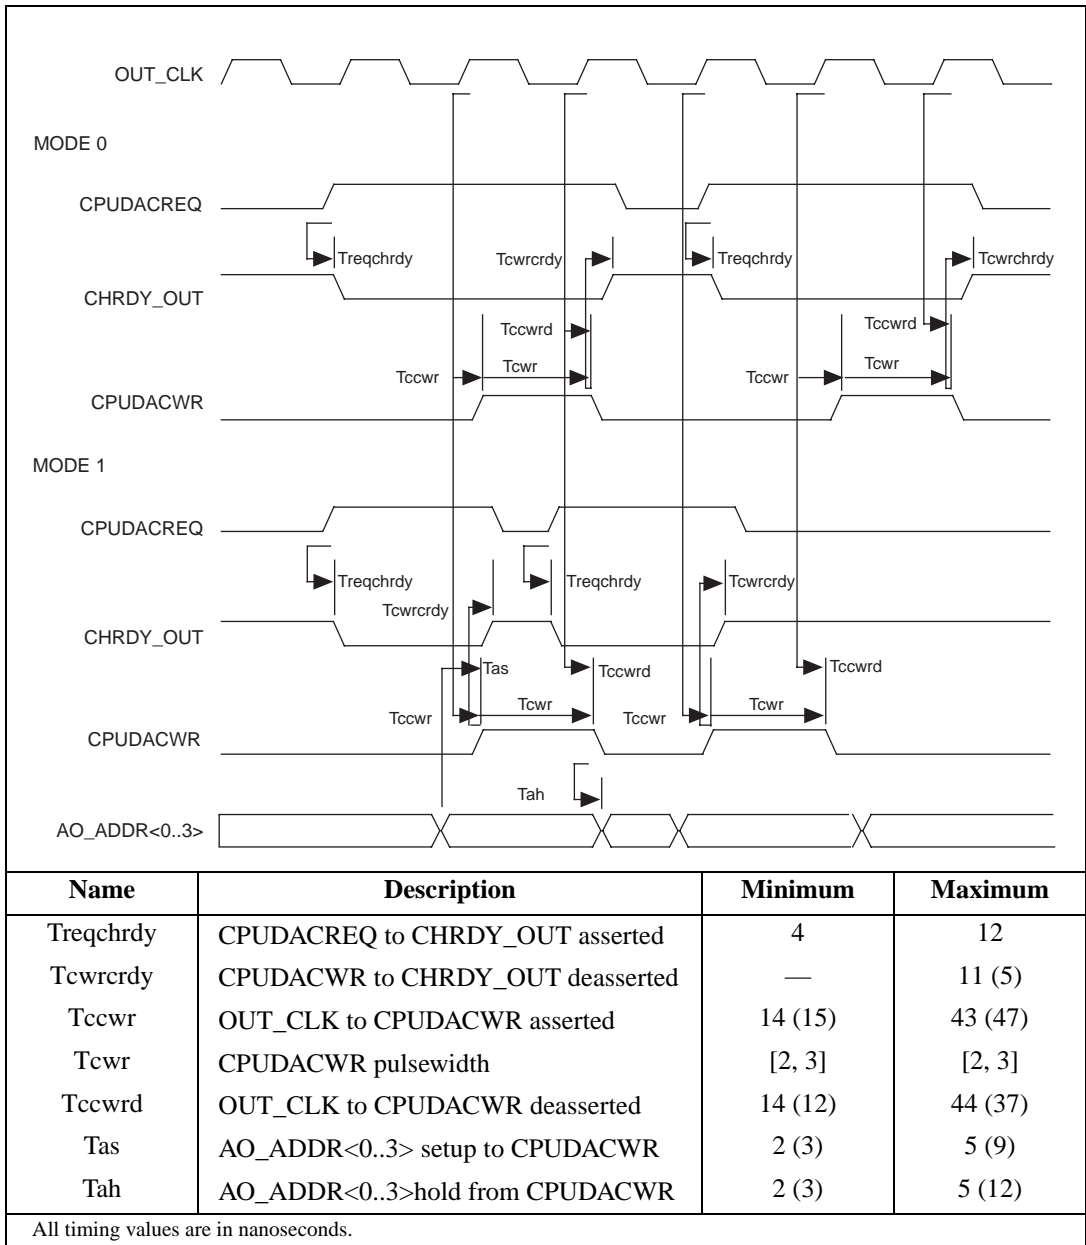 OUT_CLK
MODE 0
CPUDACREQ
Treqchrdy Tcwrcrdy Treqchrdy Tcwrchrdy
CHRDY_OUT
Tccwrd Tccwrd
Tccwr Tcwr Tccwr Tcwr
CPUDACWR
MODE 1
CPUDACREQ
Treqchrdy Treqchrdy Tcwrcrdy
Tcwrcrdy
CHRDY_OUT
Tas Tccwrd Tccwrd
Tccwr Tcwr Tccwr Tcwr
CPUDACWR
Tah
AO_ADDR<0..3>
Name Description Minimum Maximum
Treqchrdy CPUDACREQ to CHRDY_OUT asserted 4 12
Tcwrcrdy CPUDACWR to CHRDY_OUT deasserted — 11 (5)
Tccwr OUT_CLK to CPUDACWR asserted 14 (15) 43 (47)
Tcwr CPUDACWR pulsewidth [2, 3] [2, 3]
Tccwrd OUT_CLK to CPUDACWR deasserted 14 (12) 44 (37)
Tas AO_ADDR<0..3> setup to CPUDACWR 2 (3) 5 (9)
Tah AO_ADDR<0..3>hold from CPUDACWR 2 (3) 5 (12)
All timing values are in nanoseconds.